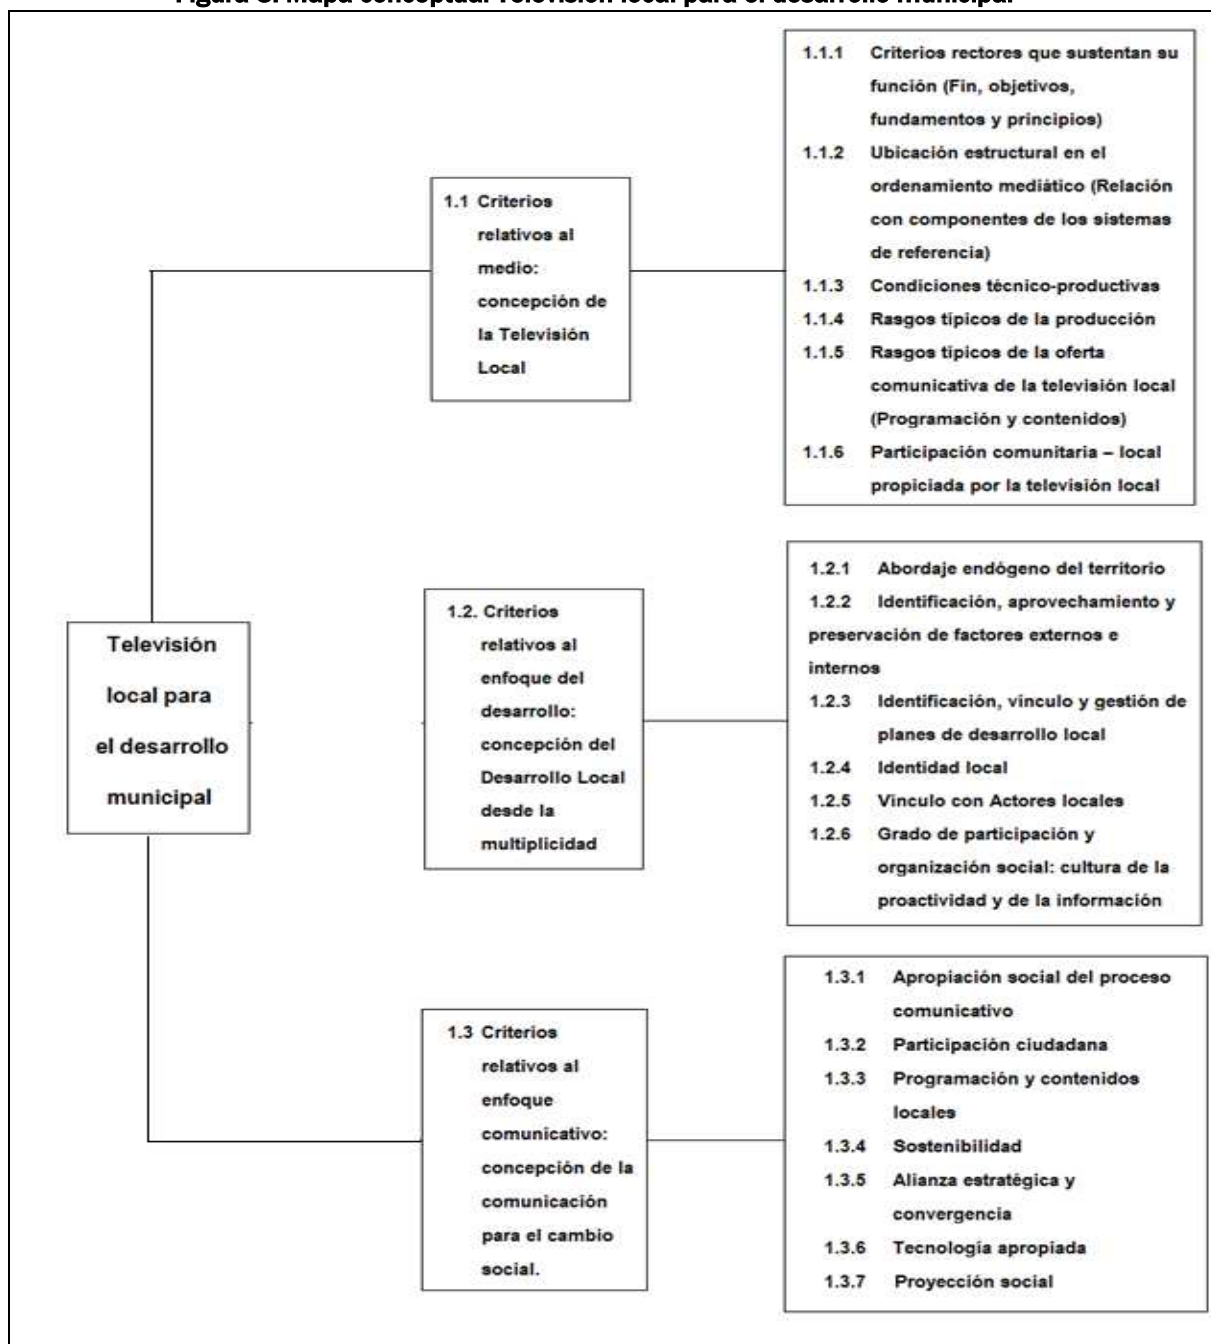 Televisión
local para
el desarrollo
municipal
1.1 Criterios
relativos al
medio:
concepción de
la Televisión
Local
1.1.1 Criterios rectores que sustentan su
función (Fin, objetivos,
fundamentos y principios)
1.1.2 Ubicación estructural en el
ordenamiento mediático (Relación
con componentes de los sistemas
de referencia)
1.1.3 Condiciones técnico-productivas
1.1.4 Rasgos típicos de la producción
1.1.5 Rasgos típicos de la oferta
comunicativa de la televisión local
(Programación y contenidos)
1.1.6 Participación comunitaria – local
propiciada por la televisión local
1.2. Criterios
relativos al
enfoque del
desarrollo:
concepción del
Desarrollo Local
desde la
multiplicidad
1.2.1 Abordaje endógeno del territorio
1.2.2 Identificación, aprovechamiento y
preservación de factores externos e
internos
1.2.3 Identificación, vínculo y gestión de
planes de desarrollo local
1.2.4 Identidad local
1.2.5 Vínculo con Actores locales
1.2.6 Grado de participación y
organización social: cultura de la
proactividad y de la información
1.3 Criterios
relativos al
enfoque
comunicativo:
concepción de la
comunicación
para el cambio
social.
1.3.1 Apropiación social del proceso
comunicativo
1.3.2 Participación ciudadana
1.3.3 Programación y contenidos
locales
1.3.4 Sostenibilidad
1.3.5 Alianza estratégica y
convergencia
1.3.6 Tecnología apropiada
1.3.7 Proyección social